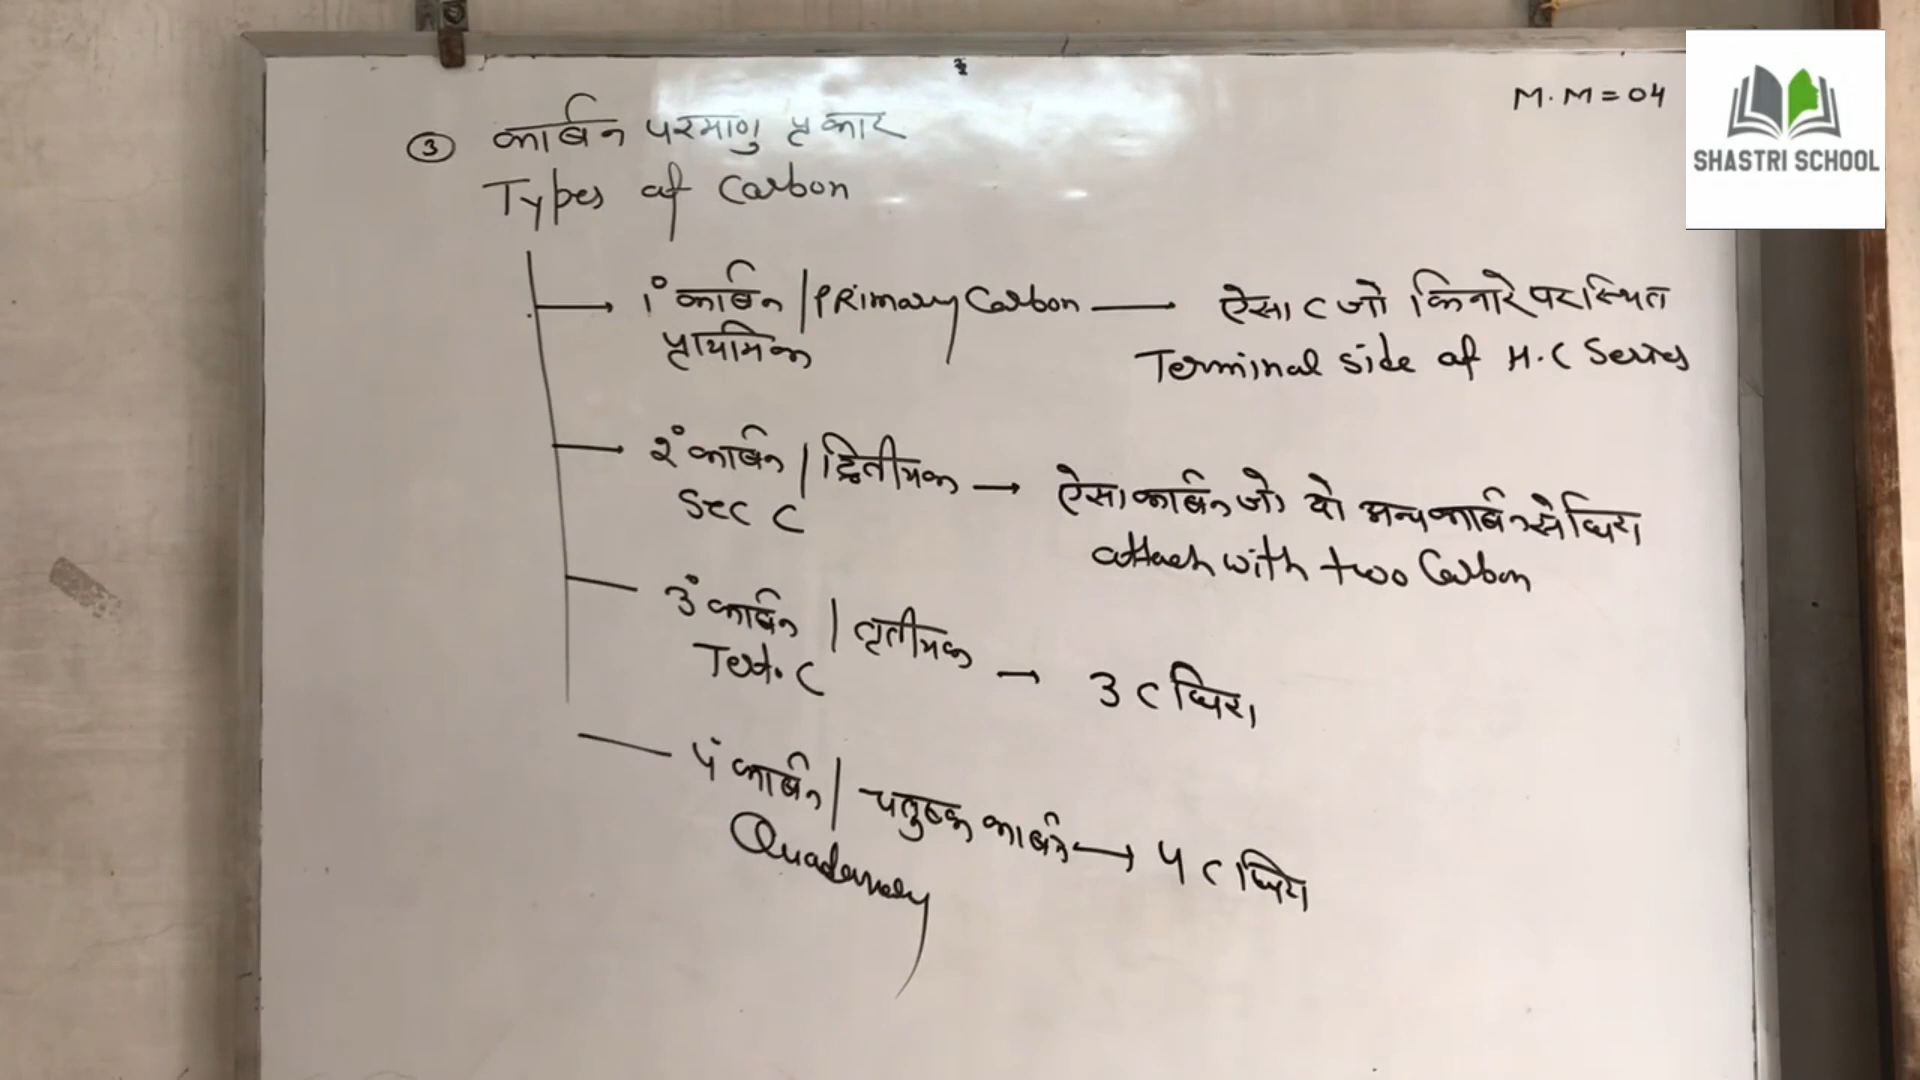 M.M = 04
SHASTRI SCHOOL
③ कार्बन परमाणु प्रकार
Types of Carbon
1° कार्बन / PRimary Carbon — ऐसा C जो किनारे पर स्थित
प्राथमिक
Terminal side of H.C Series
2° कार्बन / द्वितीयक → ऐसा कार्बन जो दो अन्य कार्बन से घिरा
Sec C
attach with two Carbon
3° कार्बन / तृतीयक → 3 C घिरा
Tert. C
4° कार्बन / चतुष्क कार्बन → 4 C घिरा